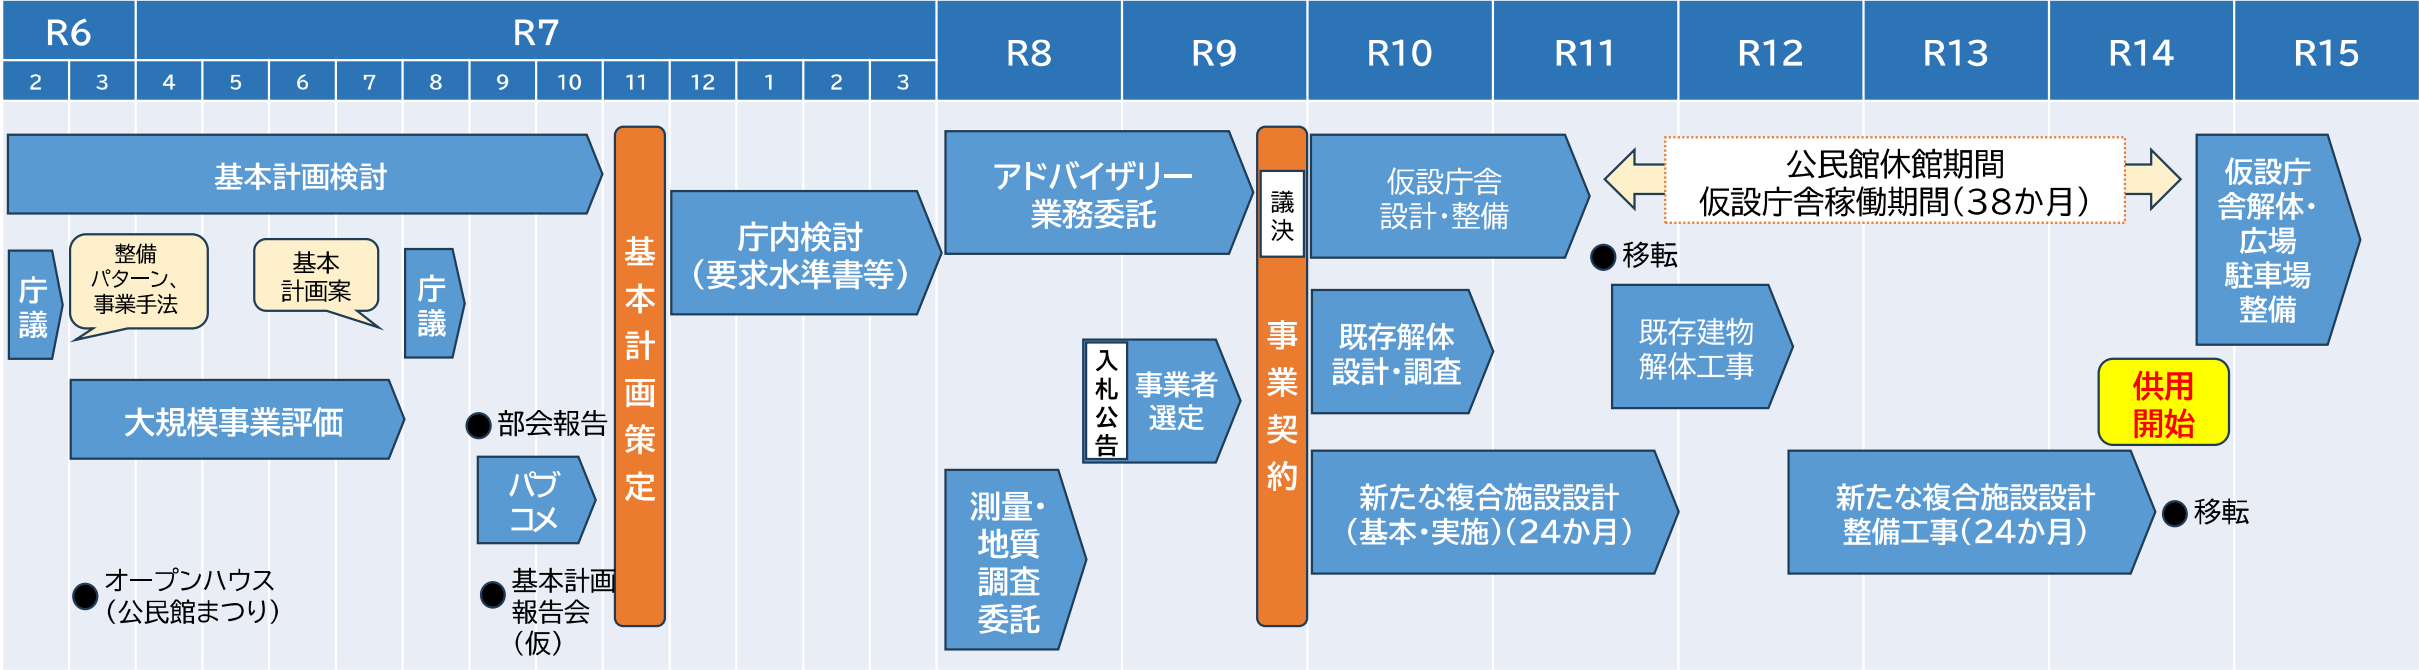 R6
R7
R8
R9
R10
R11
R12
R13
R14
R15
2
3
4
5
6
7
8
9
10
11
12
1
2
3
基本計画検討
庁
議
整備
パターン、
事業手法
基本
計画案
庁
議
大規模事業評価
部会報告
パブ
コメ
オープンハウス
（公民館まつり）
基本計画
報告会
（仮）
基本計画策定
庁内検討
（要求水準書等）
アドバイザリー
業務委託
入札公告
事業者
選定
測量・
地質
調査
委託
議
決
事業契約
仮設庁舎
設計・整備
既存解体
設計・調査
新たな複合施設設計
（基本・実施）（24か月）
公民館休館期間
仮設庁舎稼働期間（38か月）
移転
既存建物
解体工事
新たな複合施設設計
整備工事（24か月）
供用
開始
移転
仮設庁
舎解体・
広場
駐車場
整備